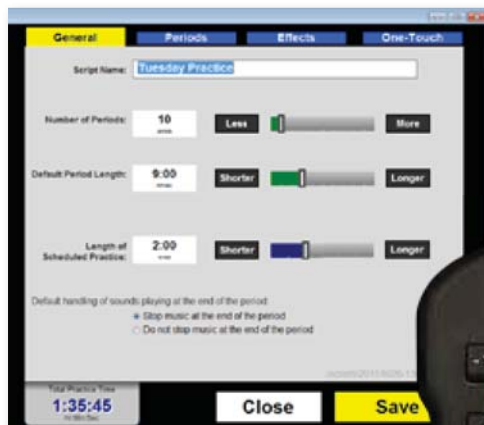 General Periods Effects One-Touch
Script Name: Tuesday Practice
Number of Periods: 10 Less More
Default Period Length: 9:00 Shorter Longer
Length of
Scheduled Practice: 2:00 Shorter Longer
Default handling of sounds playing at the end of the period:
Stop music at the end of the period
Do not stop music at the end of the period
Total Practice Time
1:35:45
Hr:Min:Sec
Close Save